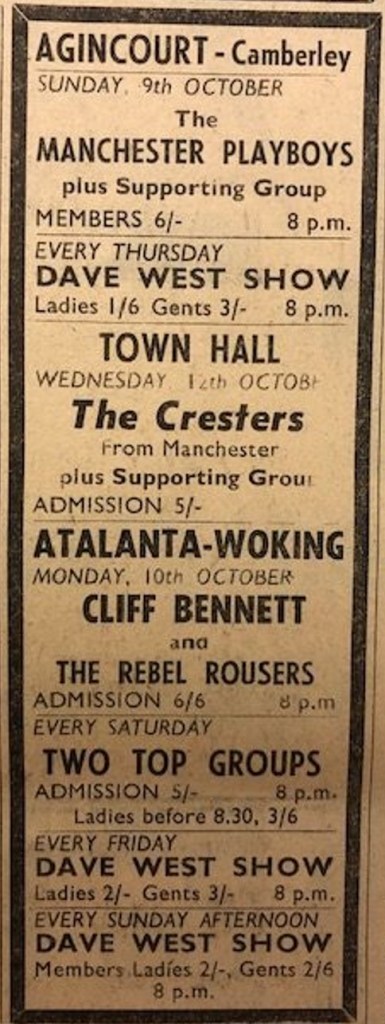 AGINCOURT - Camberley
SUNDAY, 9th OCTOBER
The
MANCHESTER PLAYBOYS
plus Supporting Group
MEMBERS 6/- 8 p.m.
EVERY THURSDAY
DAVE WEST SHOW
Ladies 1/6 Gents 3/- 8 p.m.
TOWN HALL
WEDNESDAY 12th OCTOBE
The Cresters
From Manchester
plus Supporting Grou
ADMISSION 5/-
ATALANTA-WOKING
MONDAY, 10th OCTOBER
CLIFF BENNETT
and
THE REBEL ROUSERS
ADMISSION 6/6 8 p.m
EVERY SATURDAY
TWO TOP GROUPS
ADMISSION 5/- 8 p.m.
Ladies before 8.30, 3/6
EVERY FRIDAY
DAVE WEST SHOW
Ladies 2/- Gents 3/- 8 p.m.
EVERY SUNDAY AFTERNOON
DAVE WEST SHOW
Members Ladies 2/-, Gents 2/6
8 p.m.